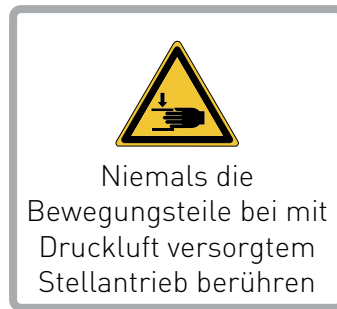 Niemals die
Bewegungsteile bei mit
Druckluft versorgtem
Stellantrieb berühren